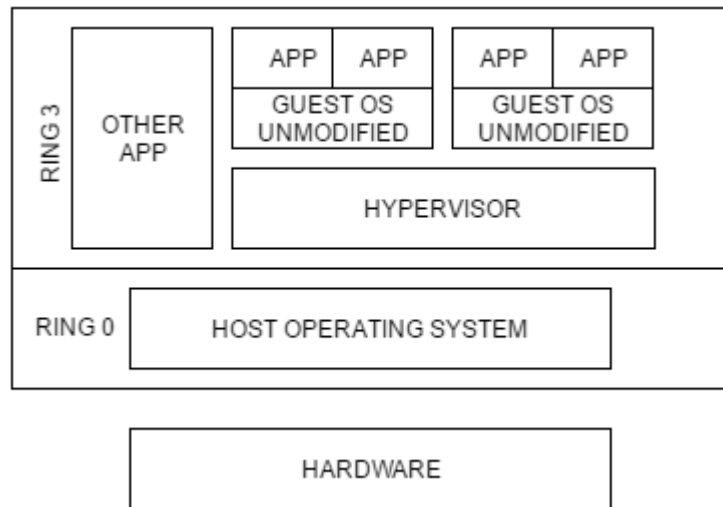 RING 3
OTHER
APP
APP
APP
GUEST OS
UNMODIFIED
APP
APP
GUEST OS
UNMODIFIED
HYPERVISOR
RING 0
HOST OPERATING SYSTEM
HARDWARE